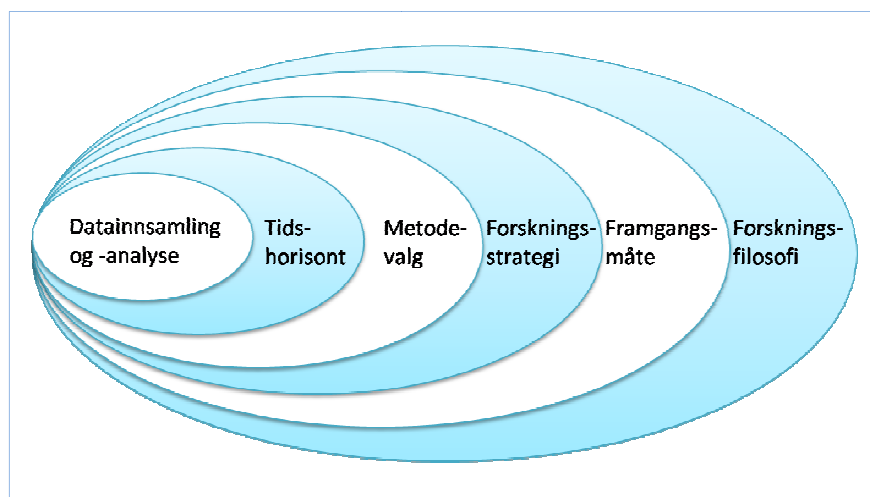 Datainnsamling
og -analyse
Tids-
horisont
Metode-
valg
Forsknings-
strategi
Framgangs-
måte
Forsknings-
filosofi